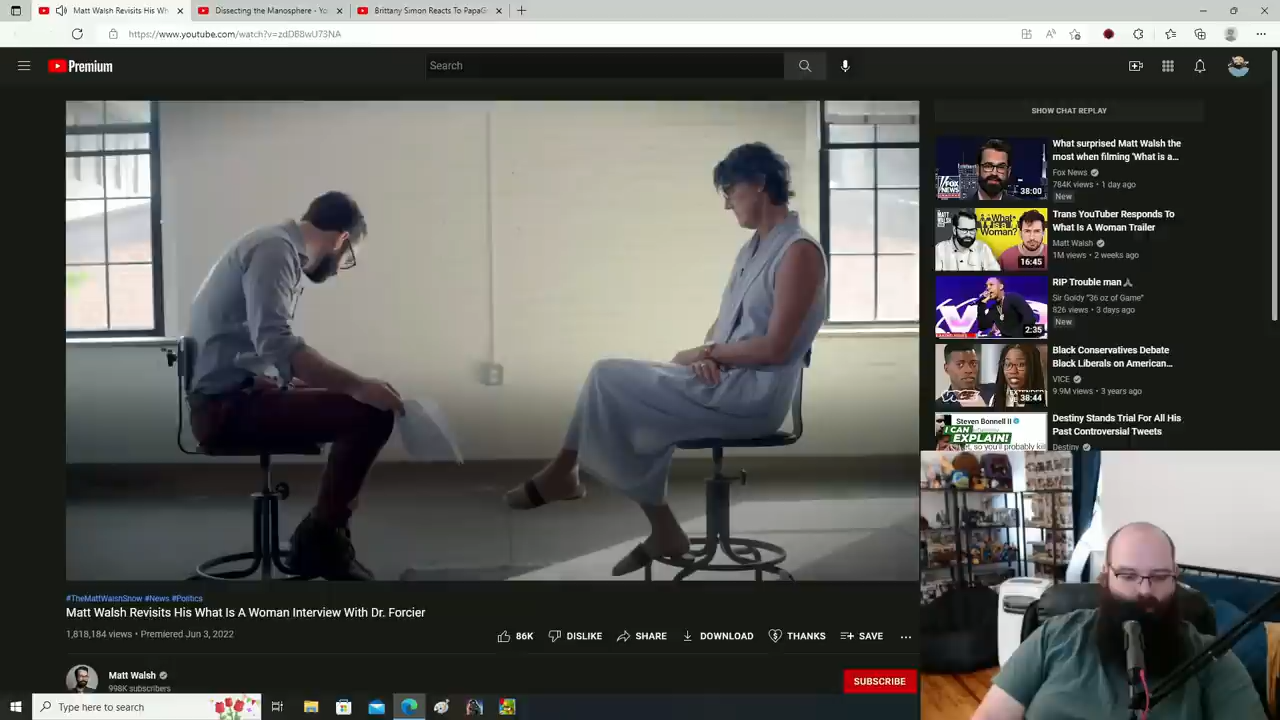 Matt Walsh Revisits His Wh
Dissecting the Manosphere - Yo
Brittany Simon Reacts To PapaG
https://www.youtube.com/watch?v=zdDB8wU73NA
Premium
Search
SHOW CHAT REPLAY
What surprised Matt Walsh the
most when filming 'What is a...
Fox News
784K views • 1 day ago
New
38:00
Trans YouTuber Responds To
What Is A Woman Trailer
Matt Walsh
1M views • 2 weeks ago
16:45
RIP Trouble man
Sir Goldy "36 oz of Game"
826 views • 3 days ago
New
2:35
Black Conservatives Debate
Black Liberals on American...
VICE
9.9M views • 3 years ago
38:44
Destiny Stands Trial For All His
Past Controversial Tweets
Destiny
Steven Bonnell II
I CAN
EXPLAIN!
#TheMattWalshShow #News #Politics
Matt Walsh Revisits His What Is A Woman Interview With Dr. Forcier
1,818,184 views • Premiered Jun 3, 2022
86K
DISLIKE
SHARE
DOWNLOAD
THANKS
SAVE
Matt Walsh
998K subscribers
SUBSCRIBE
Type here to search